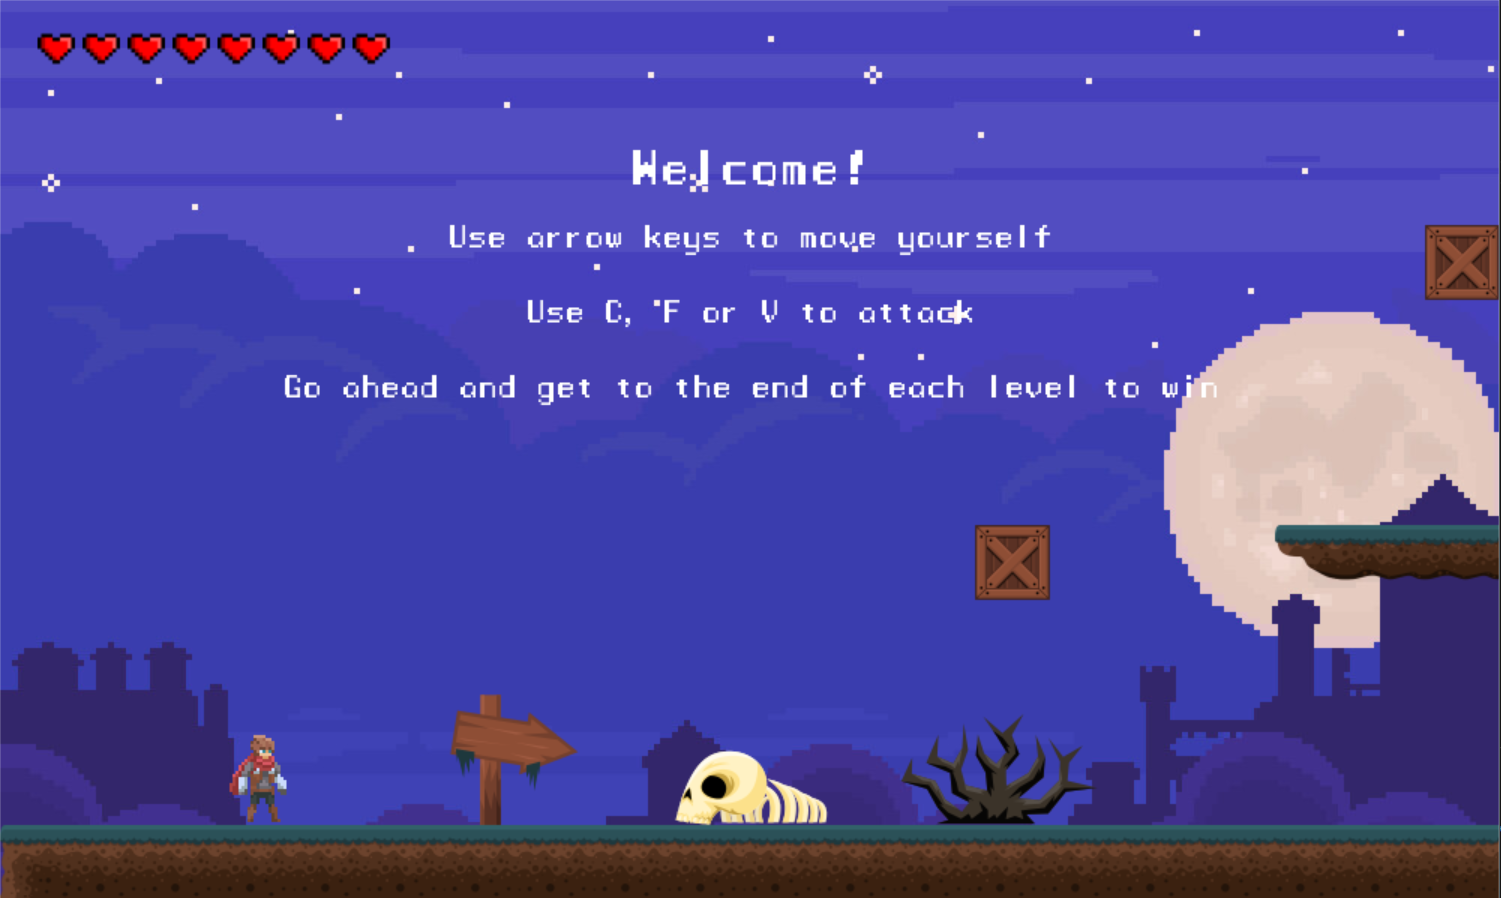 Welcome!
Use arrow keys to move yourself
Use C, F or V to attack
Go ahead and get to the end of each level to win